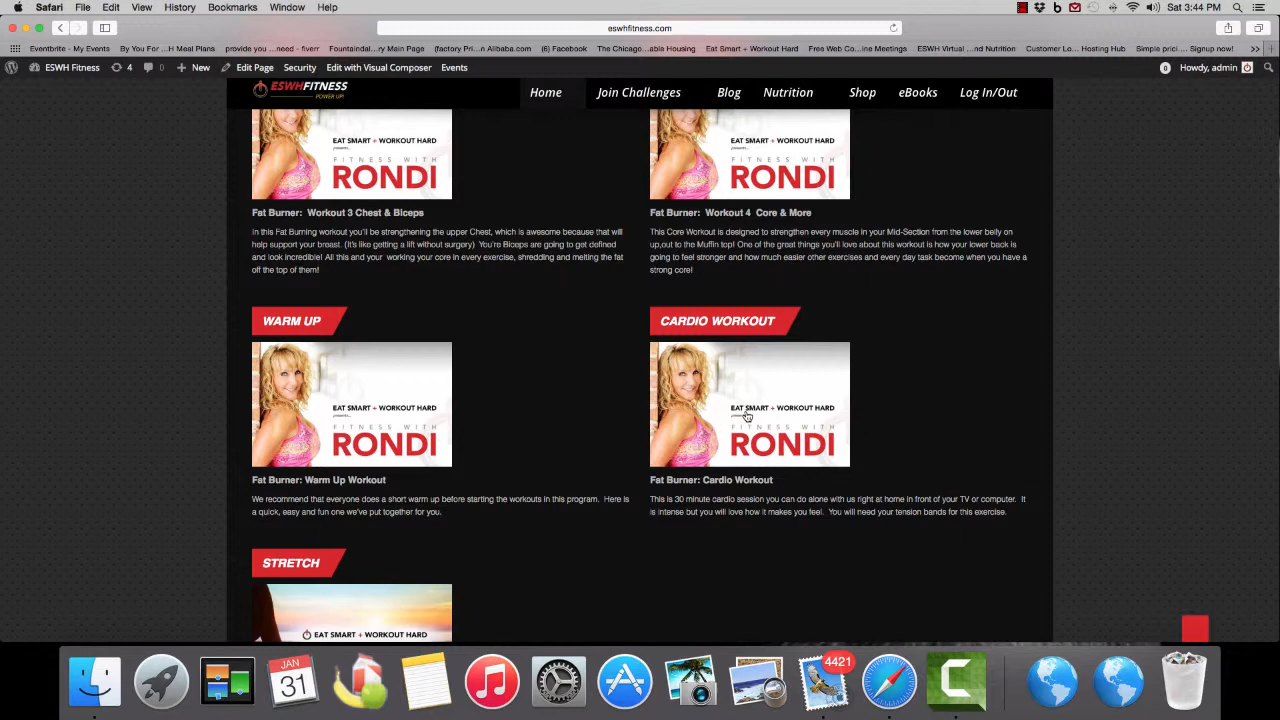 Safari File Edit View History Bookmarks Window Help
Sat 3:44 PM
eswhfitness.com
Eventbrite - My Events By You For ...H Meal Plans provide you ...need - fiverr Fountaindal...ry Main Page (factory Pri...n Alibaba.com (6) Facebook The Chicago...able Housing Eat Smart + Workout Hard Free Web Co...ine Meetings ESWH Virtual ...nd Nutrition Customer Lo... Hosting Hub Simple prici... Signup now! >>
ESWH Fitness 4 0 + New Edit Page Security Edit with Visual Composer Events 0 Howdy, admin
ESWHFITNESS
POWER UP!
Home Join Challenges Blog Nutrition Shop eBooks Log In/Out
EAT SMART + WORKOUT HARD
presents...
FITNESS WITH
RONDI
EAT SMART + WORKOUT HARD
presents...
FITNESS WITH
RONDI
Fat Burner: Workout 3 Chest & Biceps
In this Fat Burning workout you'll be strengthening the upper Chest, which is awesome because that will
help support your breast. (It's like getting a lift without surgery) You're Biceps are going to get defined
and look incredible! All this and your working your core in every exercise, shredding and melting the fat
off the top of them!
Fat Burner: Workout 4 Core & More
This Core Workout is designed to strengthen every muscle in your Mid-Section from the lower belly on
up,out to the Muffin top! One of the great things you'll love about this workout is how your lower back is
going to feel stronger and how much easier other exercises and every day task become when you have a
strong core!
WARM UP
CARDIO WORKOUT
EAT SMART + WORKOUT HARD
presents...
FITNESS WITH
RONDI
EAT SMART + WORKOUT HARD
FITNESS WITH
RONDI
Fat Burner: Warm Up Workout
We recommend that everyone does a short warm up before starting the workouts in this program. Here is
a quick, easy and fun one we've put together for you.
Fat Burner: Cardio Workout
This is 30 minute cardio session you can do alone with us right at home in front of your TV or computer. It
is intense but you will love how it makes you feel. You will need your tension bands for this exercise.
STRETCH
EAT SMART + WORKOUT HARD
JAN
31
4421